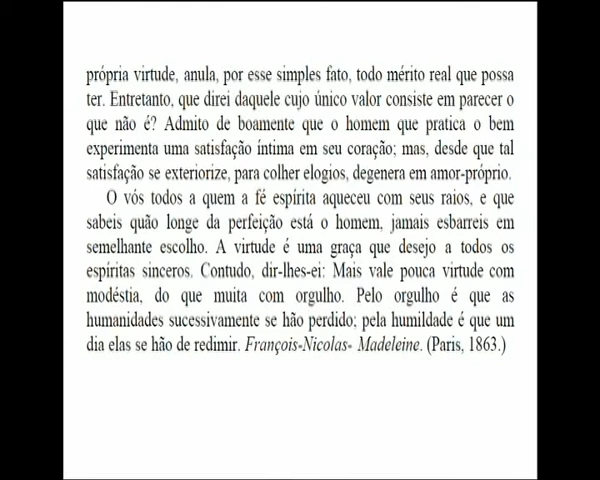 própria virtude, anula, por esse simples fato, todo mérito real que possa
ter. Entretanto, que direi daquele cujo único valor consiste em parecer o
que não é? Admito de boamente que o homem que pratica o bem
experimenta uma satisfação íntima em seu coração; mas, desde que tal
satisfação se exteriorize, para colher elogios, degenera em amor-próprio.
O vós todos a quem a fé espírita aqueceu com seus raios, e que
sabeis quão longe da perfeição está o homem, jamais esbarreis em
semelhante escolho. A virtude é uma graça que desejo a todos os
espíritas sinceros. Contudo, dir-lhes-ei: Mais vale pouca virtude com
modéstia, do que muita com orgulho. Pelo orgulho é que as
humanidades sucessivamente se hão perdido; pela humildade é que um
dia elas se hão de redimir. François-Nicolas- Madeleine. (Paris, 1863.)